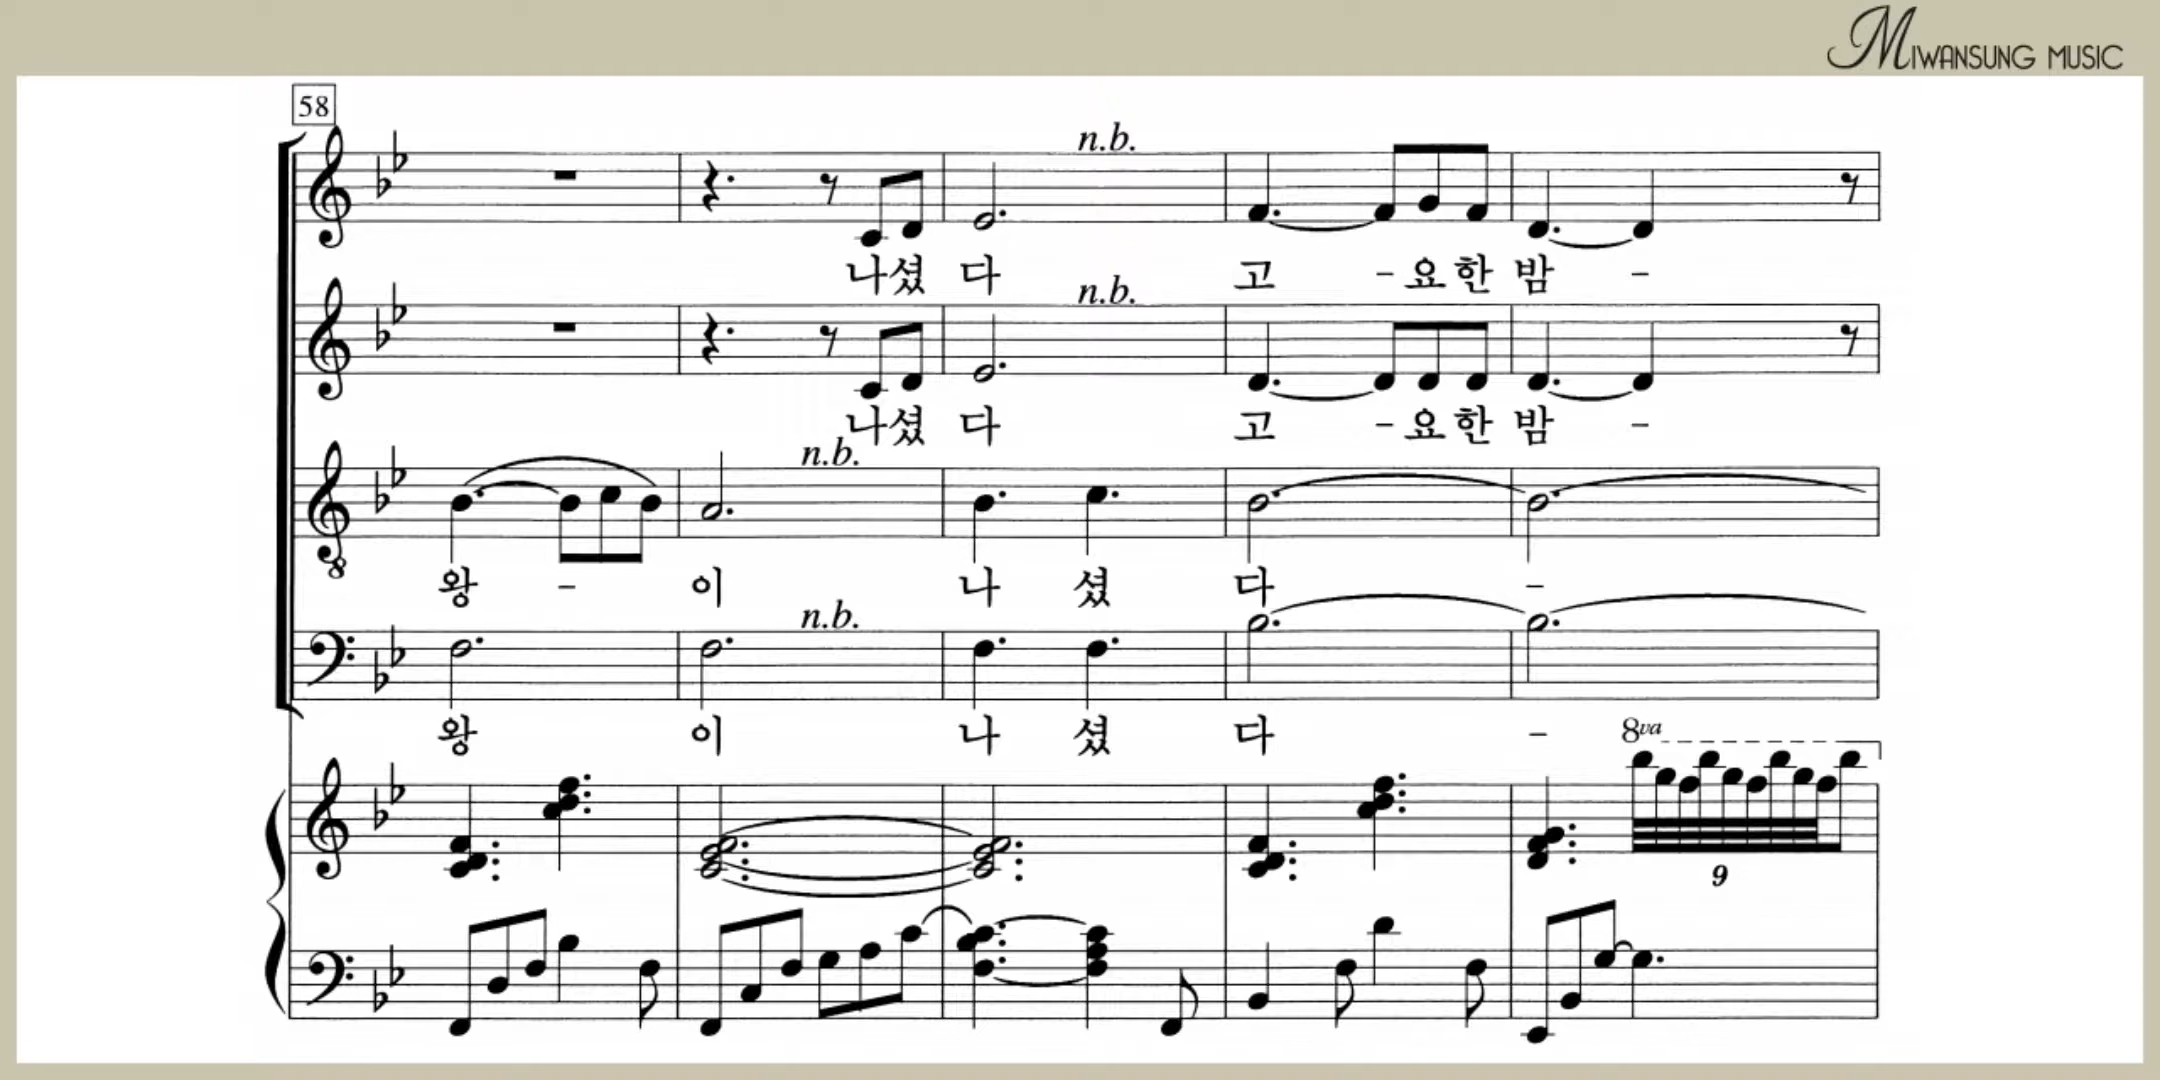 MIWANSUNG MUSIC
58
n.b.
나셨 다 고 - 요 한 밤 -
n.b.
나셨 다 고 - 요 한 밤 -
n.b.
8
왕 - 이 나 셨 다 -
n.b.
왕 이 나 셨 다 -
8va
9